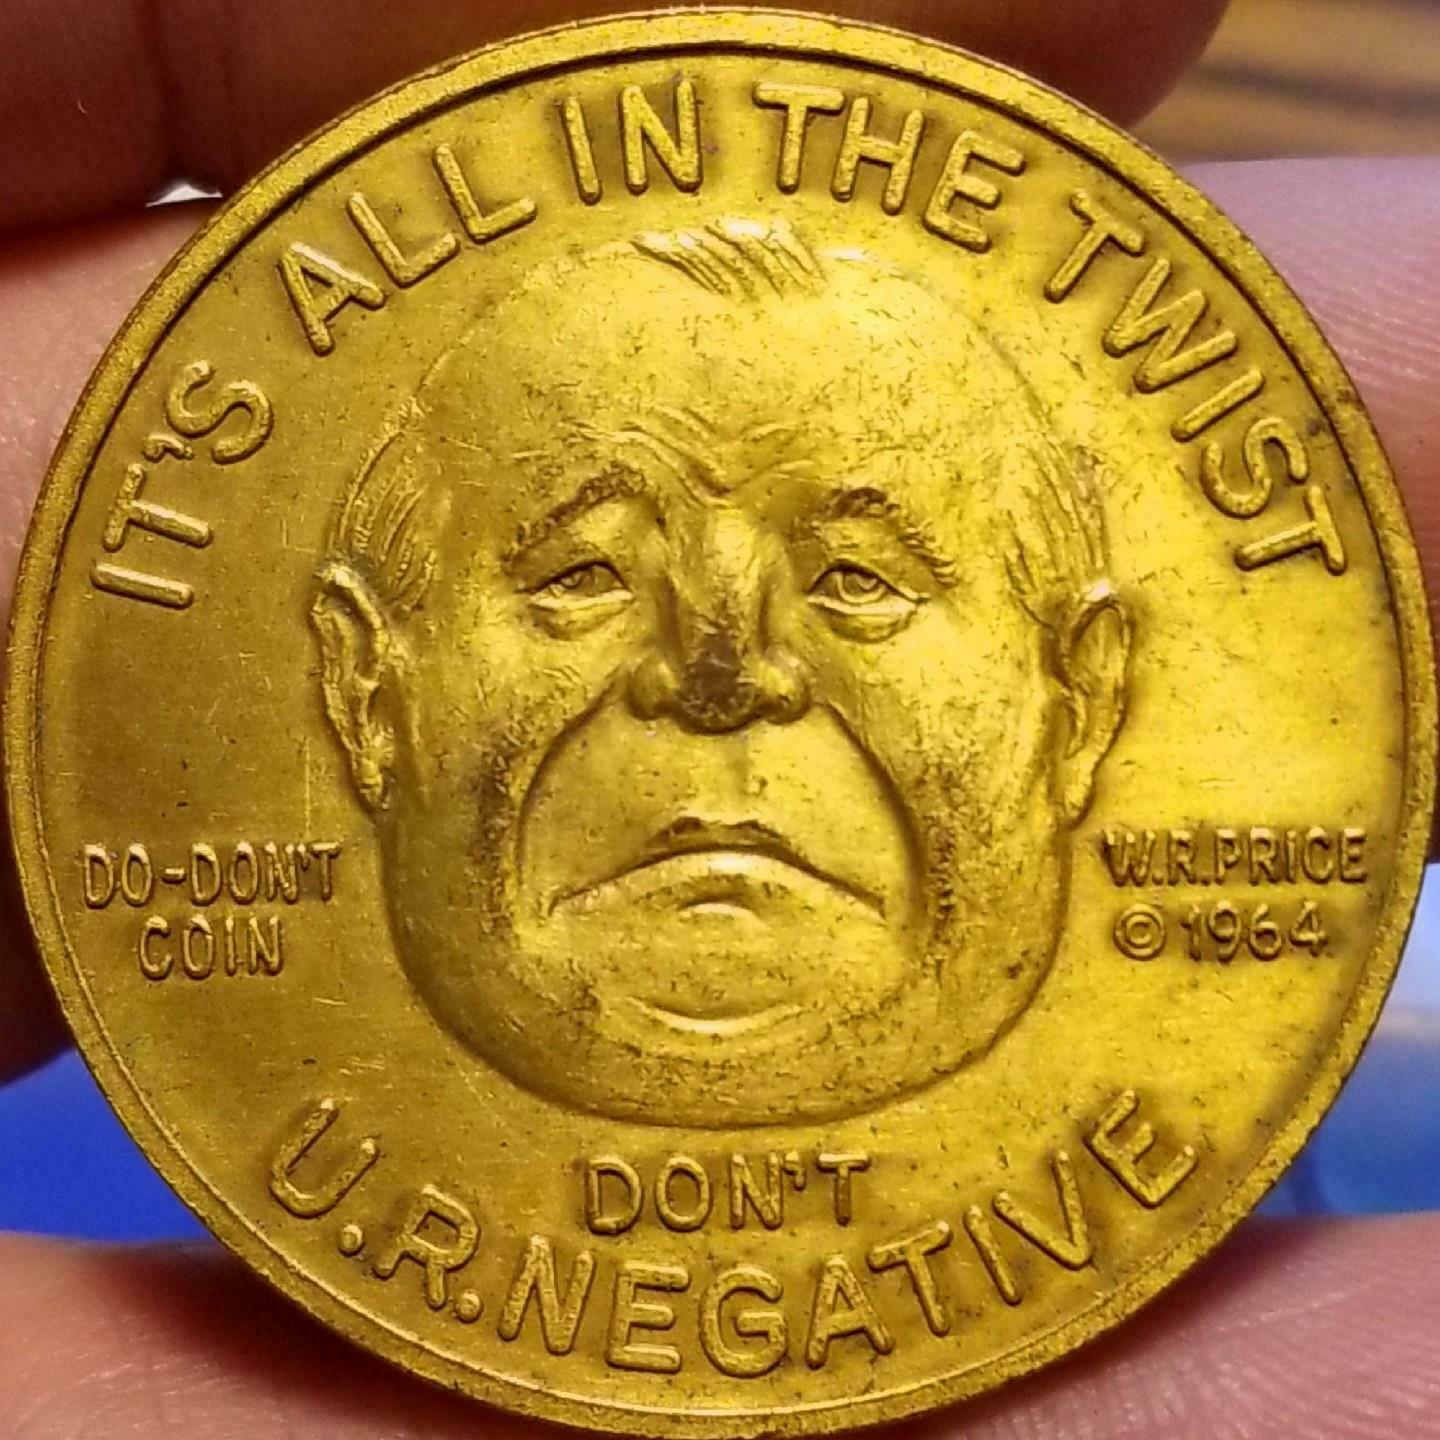 IT'S ALL IN THE TWIST
DO-DON'T
COIN
W.R.PRICE
© 1964
DON'T
U.R.NEGATIVE